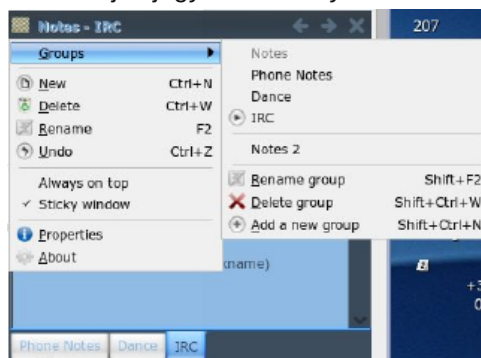 Notes - IRC
207
Groups
New Ctrl+N
Delete Ctrl+W
Rename F2
Undo Ctrl+Z
Always on top
Sticky window
Properties
About
Notes
Phone Notes
Dance
IRC
Notes 2
Rename group Shift+F2
Delete group Shift+Ctrl+W
Add a new group Shift+Ctrl+N
Phone Notes Dance IRC